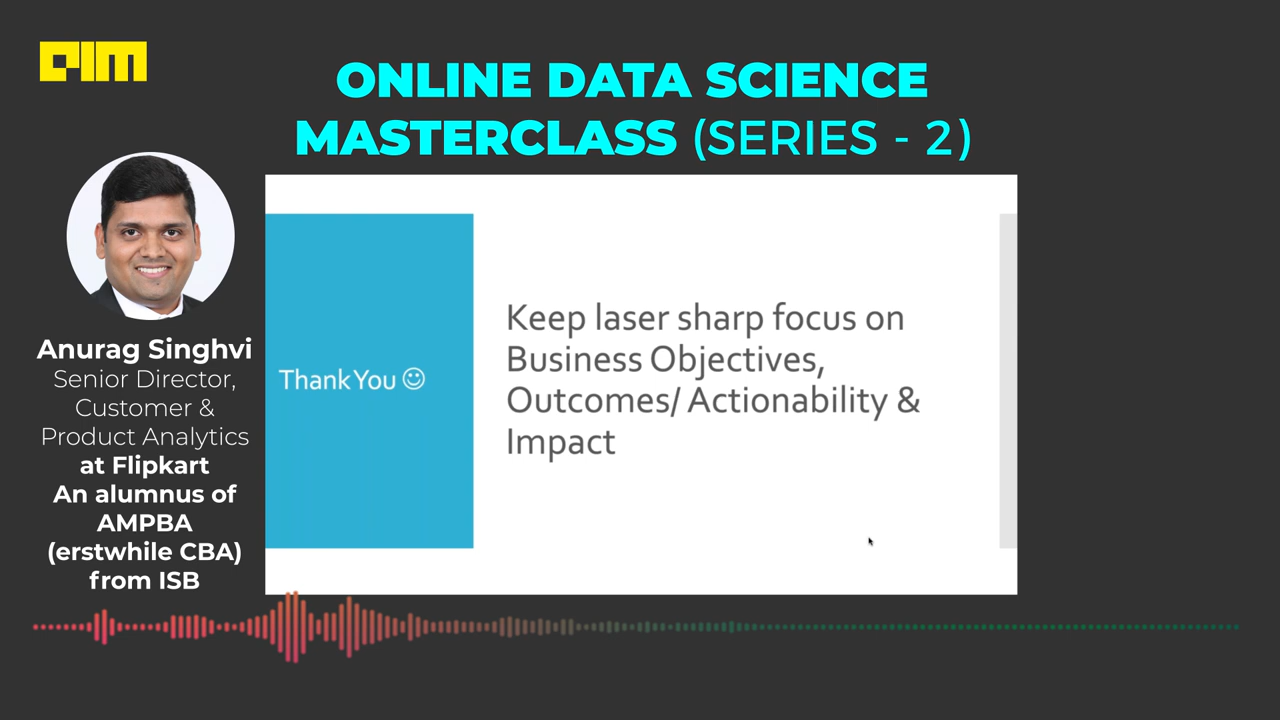 AIM
ONLINE DATA SCIENCE
MASTERCLASS (SERIES - 2)
Anurag Singhvi
Senior Director,
Customer &
Product Analytics
at Flipkart
An alumnus of
AMPBA
(erstwhile CBA)
from ISB
Thank You ☺
Keep laser sharp focus on
Business Objectives,
Outcomes/ Actionability &
Impact